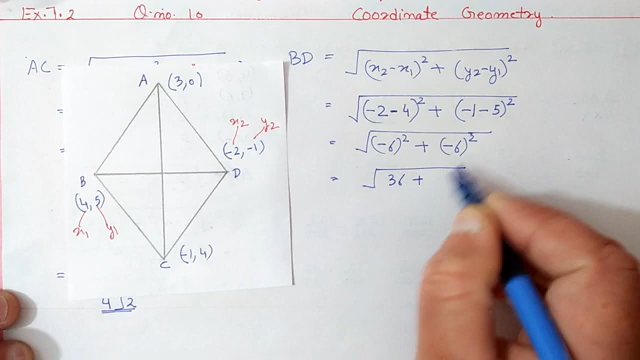 Ex.7.2 Q.no. 10 Coordinate Geometry
AC =
=
=
=
4√2
A (3,0)
x2 y2
(-2,-1)
D
B
(4,5)
x1 y1
C (-1,4)
BD = √(x2-x1)² + (y2-y1)²
= √(-2-4)² + (-1-5)²
= √(-6)² + (-6)²
= √36 +